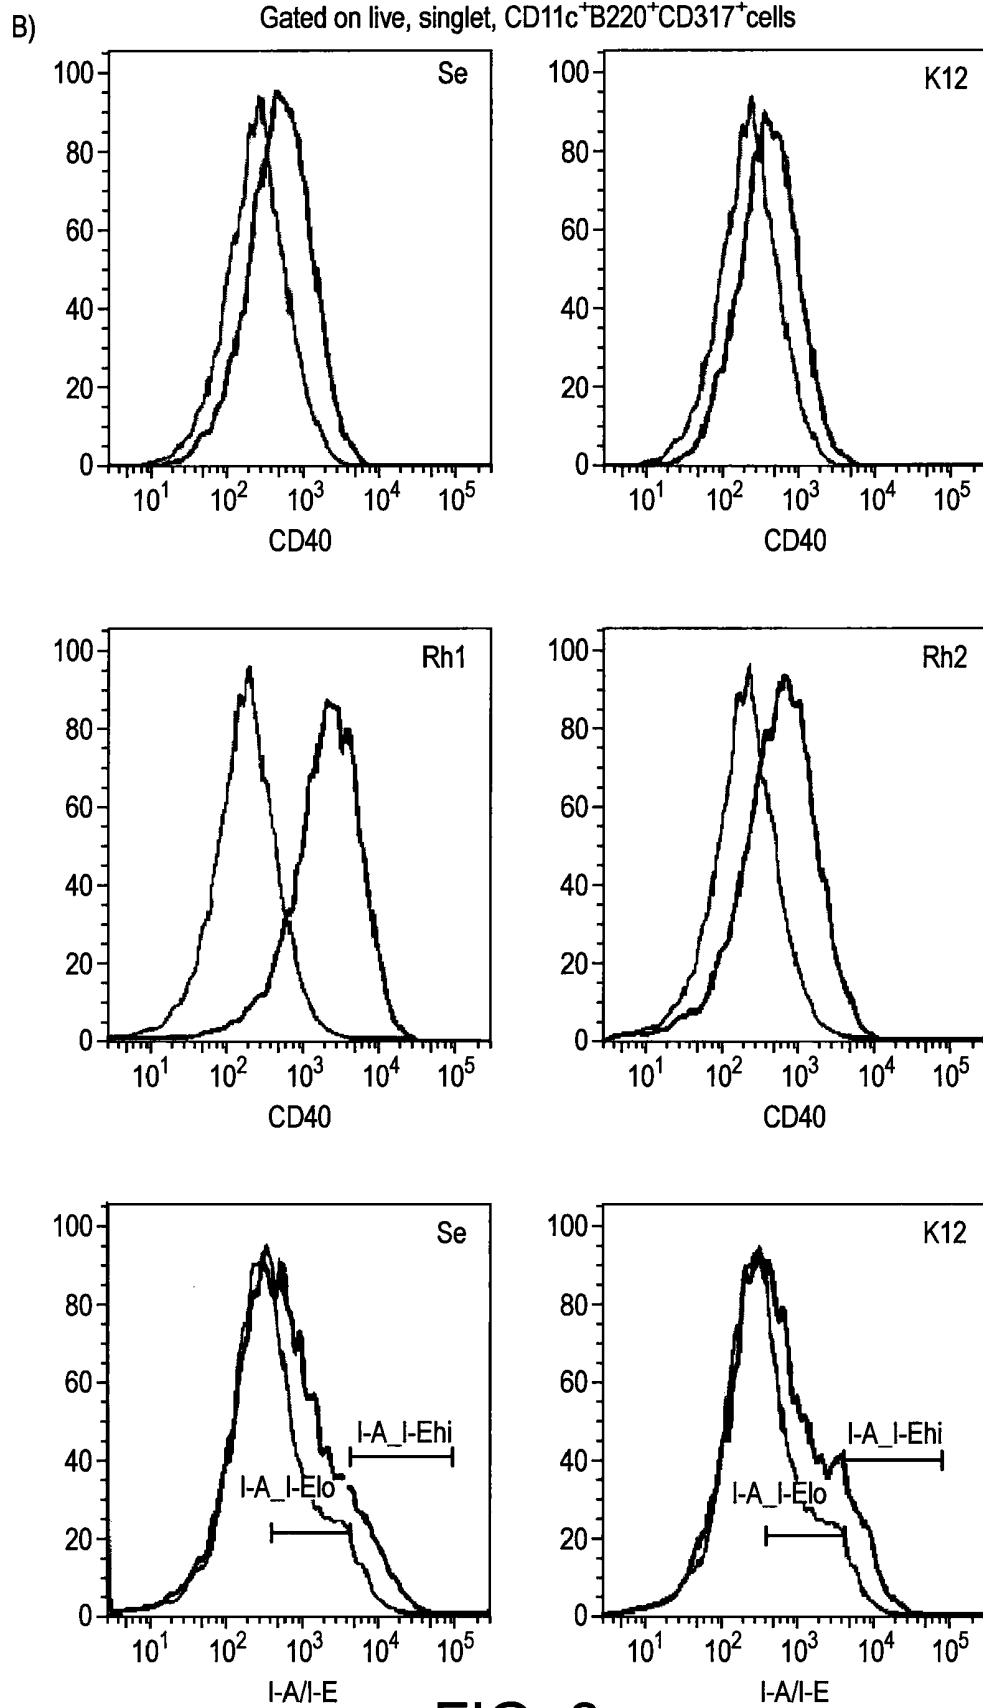 B)
Gated on live, singlet, CD11c⁺B220⁺CD317⁺cells
Se
100
80
60
40
20
0
10¹ 10² 10³ 10⁴ 10⁵
CD40
K12
100
80
60
40
20
0
10¹ 10² 10³ 10⁴ 10⁵
CD40
Rh1
100
80
60
40
20
0
10¹ 10² 10³ 10⁴ 10⁵
CD40
Rh2
100
80
60
40
20
0
10¹ 10² 10³ 10⁴ 10⁵
CD40
Se
100
80
60
40
20
0
I-A_I-Ehi
I-A_I-Elo
10¹ 10² 10³ 10⁴ 10⁵
I-A/I-E
K12
100
80
60
40
20
0
I-A_I-Ehi
I-A_I-Elo
10¹ 10² 10³ 10⁴ 10⁵
I-A/I-E